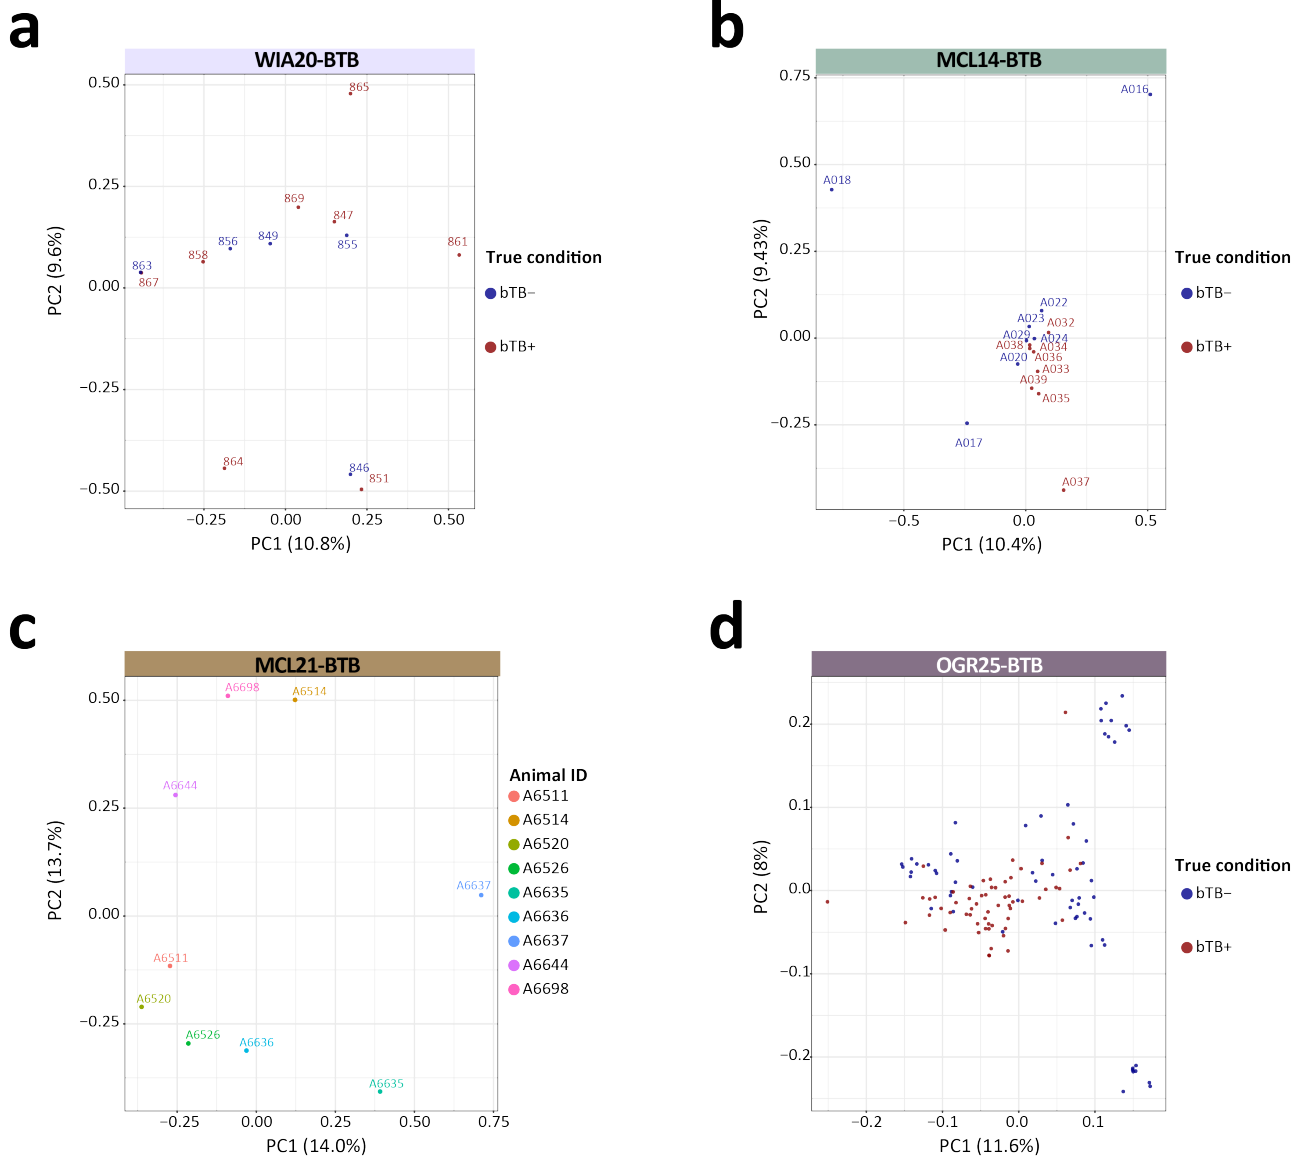 a
WIA20-BTB
0.50
0.25
0.00
−0.25
−0.50
PC2 (9.6%)
865
869
847
856
849
855
861
858
863
867
864
846
851
−0.25
0.00
0.25
0.50
PC1 (10.8%)
True condition
bTB−
bTB+
b
MCL14-BTB
0.75
0.50
0.25
0.00
−0.25
PC2 (9.43%)
A016
A018
A022
A023
A032
A029
A024
A038
A034
A020
A036
A033
A039
A035
A017
A037
−0.5
0.0
0.5
PC1 (10.4%)
True condition
bTB−
bTB+
c
MCL21-BTB
0.50
0.25
0.00
−0.25
PC2 (13.7%)
A6698
A6514
A6644
A6637
A6511
A6520
A6526
A6636
A6635
−0.25
0.00
0.25
0.50
0.75
PC1 (14.0%)
Animal ID
A6511
A6514
A6520
A6526
A6635
A6636
A6637
A6644
A6698
d
OGR25-BTB
0.2
0.1
0.0
−0.1
−0.2
PC2 (8%)
−0.2
−0.1
0.0
0.1
PC1 (11.6%)
True condition
bTB−
bTB+